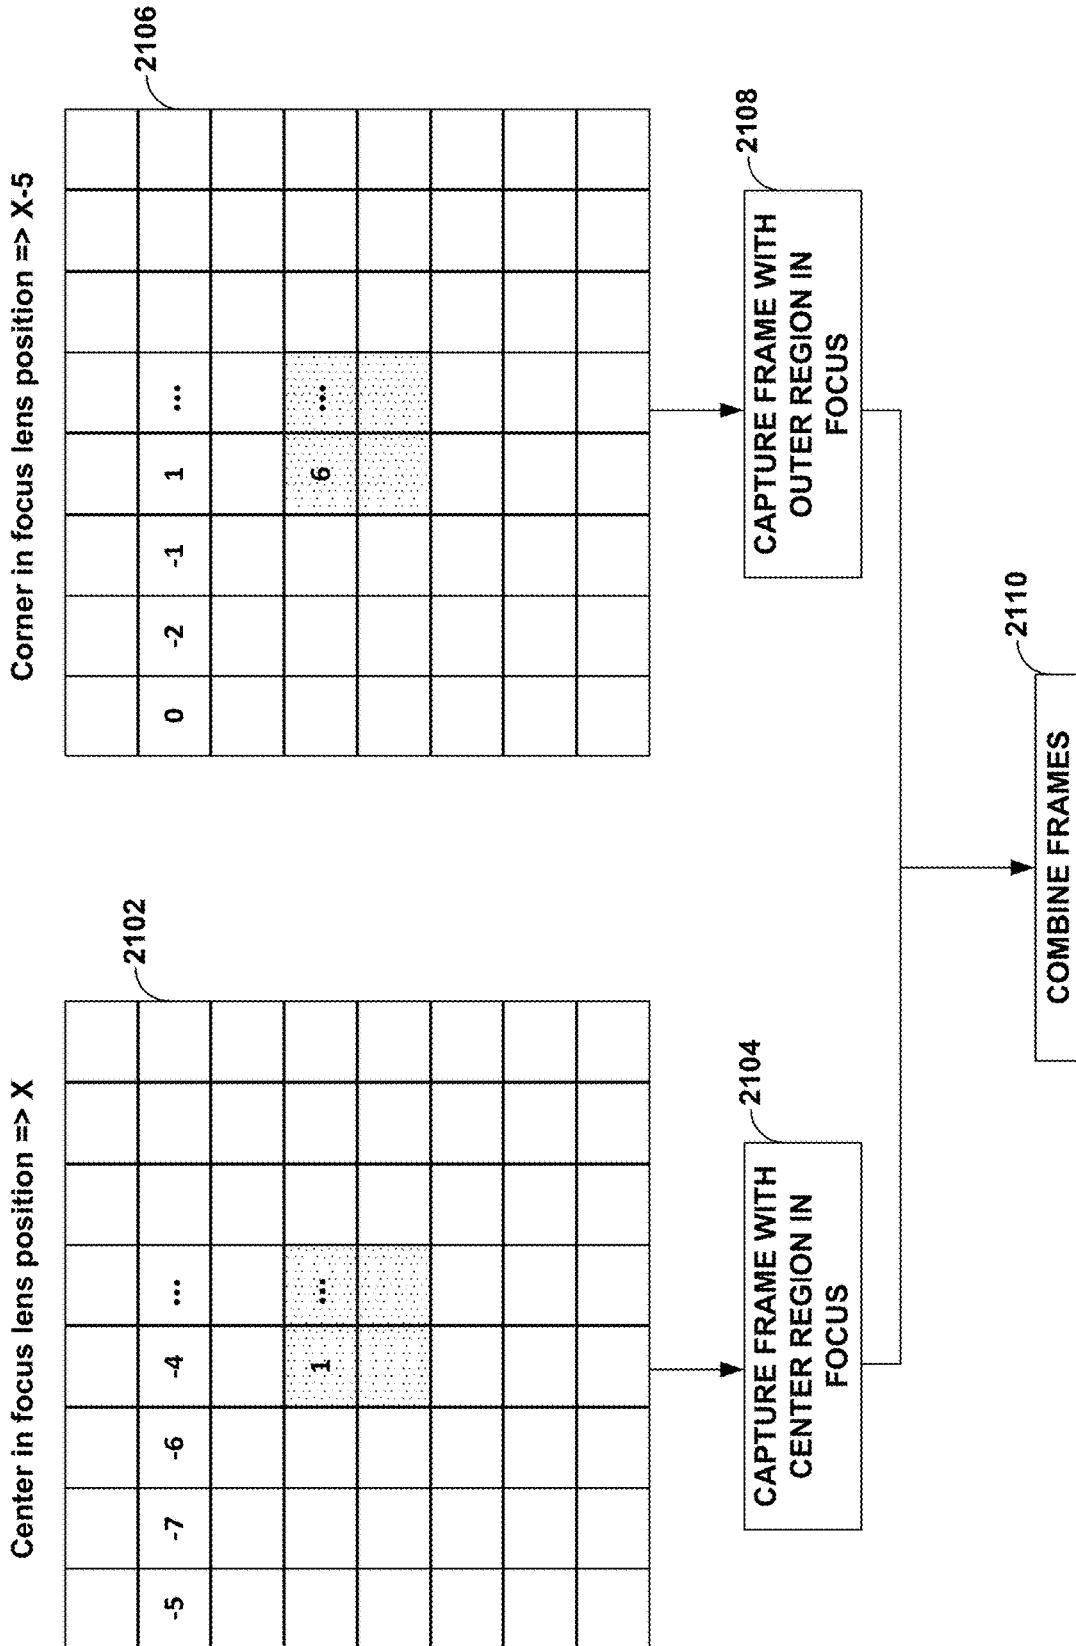 Center in focus lens position => X
2102
-5 -7 -6 -4 ...
1 ...
2104
CAPTURE FRAME WITH
CENTER REGION IN
FOCUS
Corner in focus lens position => X-5
2106
0 -2 -1 1 ...
6 ...
2108
CAPTURE FRAME WITH
OUTER REGION IN
FOCUS
2110
COMBINE FRAMES